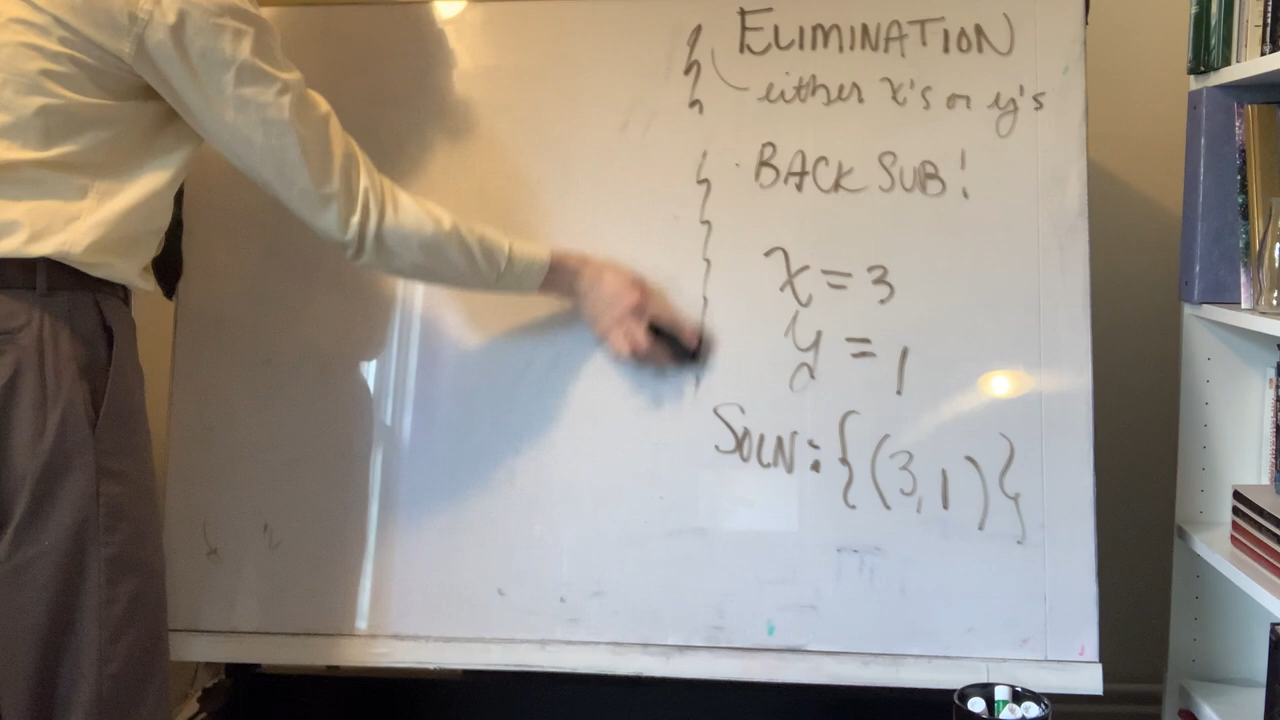 ELIMINATION
either x's or y's
BACK SUB!
x = 3
y = 1
SOLN: {(3,1)}